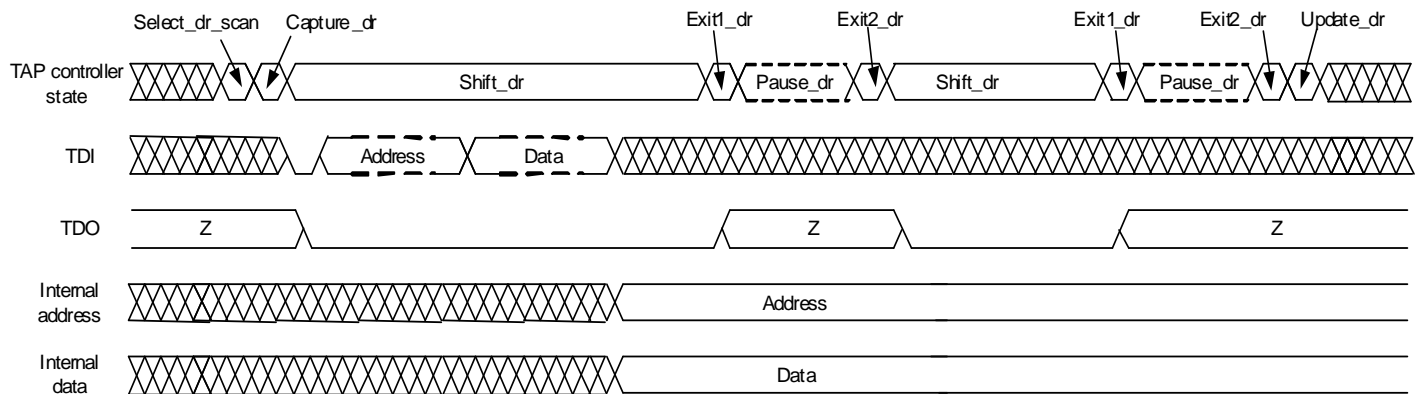 Select_dr_scan Capture_dr Exit1_dr Exit2_dr Exit1_dr Exit2_dr Update_dr
TAP controller
state
Shift_dr Pause_dr Shift_dr Pause_dr
TDI
Address Data
TDO
Z Z Z
Internal
address
Address
Internal
data
Data